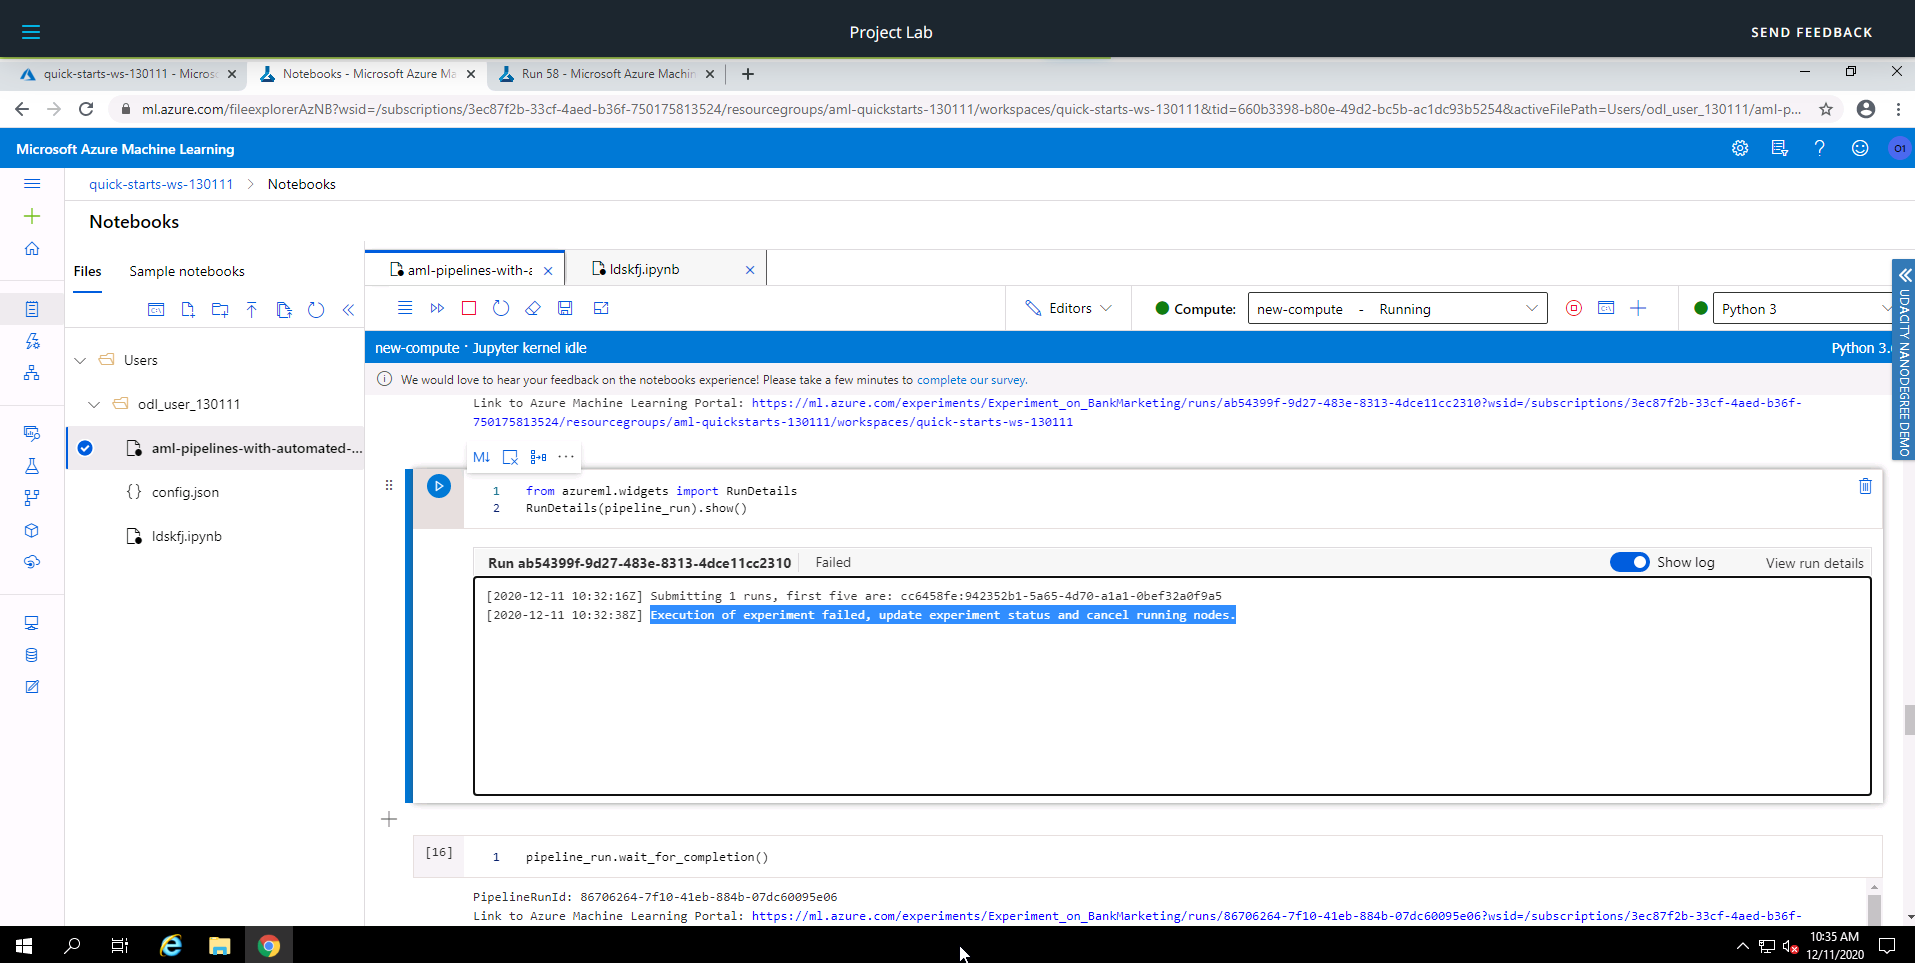 Project Lab
SEND FEEDBACK
quick-starts-ws-130111 - Micros
Notebooks - Microsoft Azure Ma
Run 58 - Microsoft Azure Machin
ml.azure.com/fileexplorerAzNB?wsid=/subscriptions/3ec87f2b-33cf-4aed-b36f-750175813524/resourcegroups/aml-quickstarts-130111/workspaces/quick-starts-ws-130111&tid=660b3398-b80e-49d2-bc5b-ac1dc93b5254&activeFilePath=Users/odl_user_130111/aml-p...
Microsoft Azure Machine Learning
O1
quick-starts-ws-130111 > Notebooks
Notebooks
Files
Sample notebooks
aml-pipelines-with-a
ldskfj.ipynb
Editors
Compute:
new-compute - Running
Python 3
new-compute · Jupyter kernel idle
Python 3.
UDACITY NANODEGREE DEMO
We would love to hear your feedback on the notebooks experience! Please take a few minutes to complete our survey.
Users
odl_user_130111
aml-pipelines-with-automated-...
config.json
ldskfj.ipynb
Link to Azure Machine Learning Portal: https://ml.azure.com/experiments/Experiment_on_BankMarketing/runs/ab54399f-9d27-483e-8313-4dce11cc2310?wsid=/subscriptions/3ec87f2b-33cf-4aed-b36f-
750175813524/resourcegroups/aml-quickstarts-130111/workspaces/quick-starts-ws-130111
M↓
1 from azureml.widgets import RunDetails
2 RunDetails(pipeline_run).show()
Run ab54399f-9d27-483e-8313-4dce11cc2310
Failed
Show log
View run details
[2020-12-11 10:32:16Z] Submitting 1 runs, first five are: cc6458fe:942352b1-5a65-4d70-a1a1-0bef32a0f9a5
[2020-12-11 10:32:38Z] Execution of experiment failed, update experiment status and cancel running nodes.
[16]
1 pipeline_run.wait_for_completion()
PipelineRunId: 86706264-7f10-41eb-884b-07dc60095e06
Link to Azure Machine Learning Portal: https://ml.azure.com/experiments/Experiment_on_BankMarketing/runs/86706264-7f10-41eb-884b-07dc60095e06?wsid=/subscriptions/3ec87f2b-33cf-4aed-b36f-
10:35 AM
12/11/2020